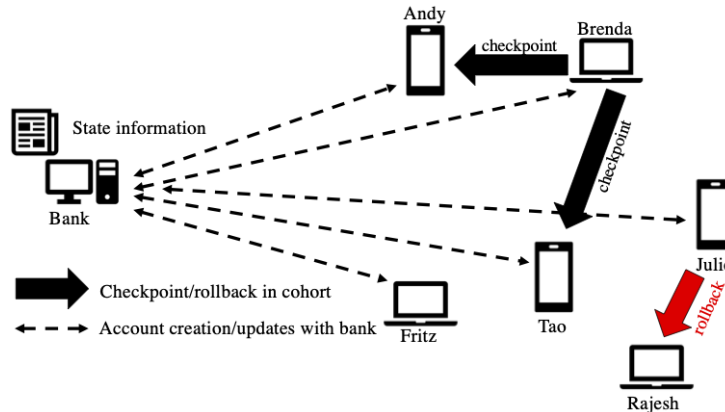 Andy
Brenda
checkpoint
State information
checkpoint
Bank
Julie
Checkpoint/rollback in cohort
rollback
Account creation/updates with bank
Fritz
Tao
Rajesh